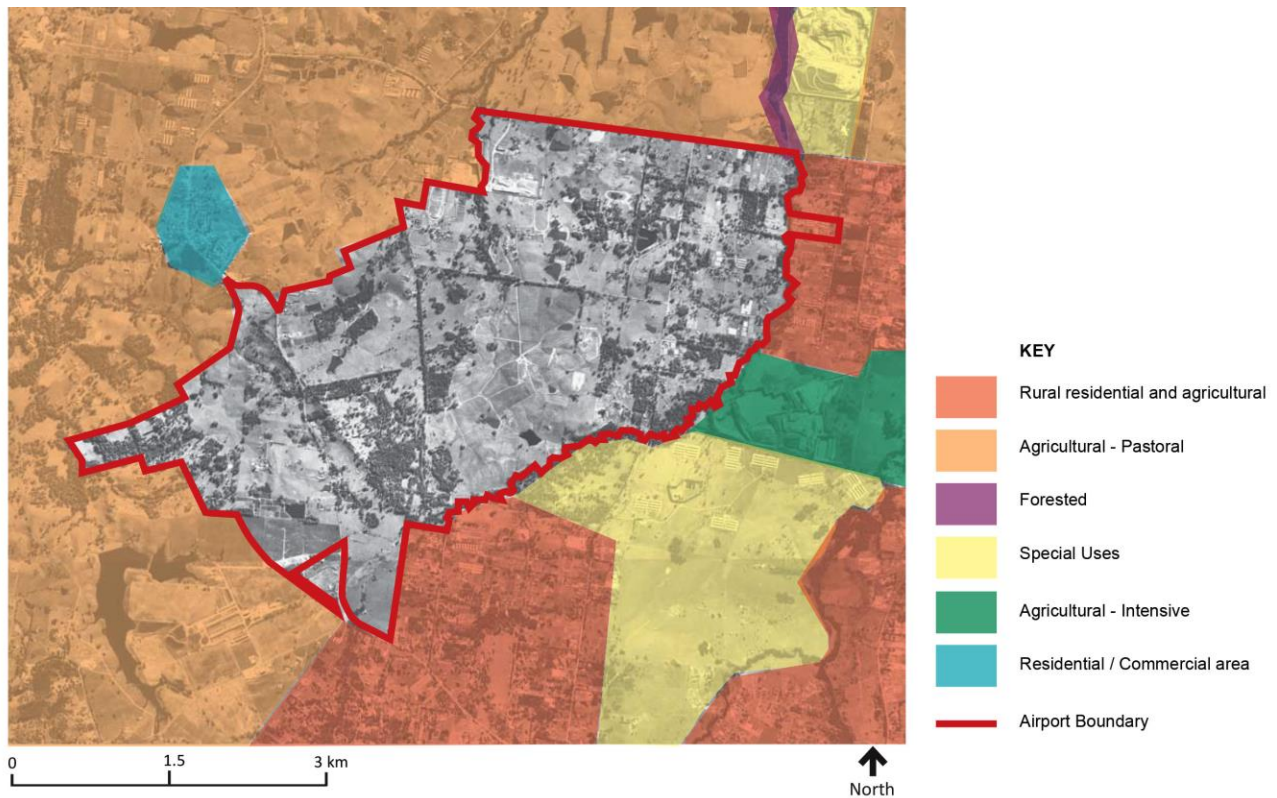 KEY
Rural residential and agricultural
Agricultural - Pastoral
Forested
Special Uses
Agricultural - Intensive
Residential / Commercial area
Airport Boundary
0 1.5 3 km
North